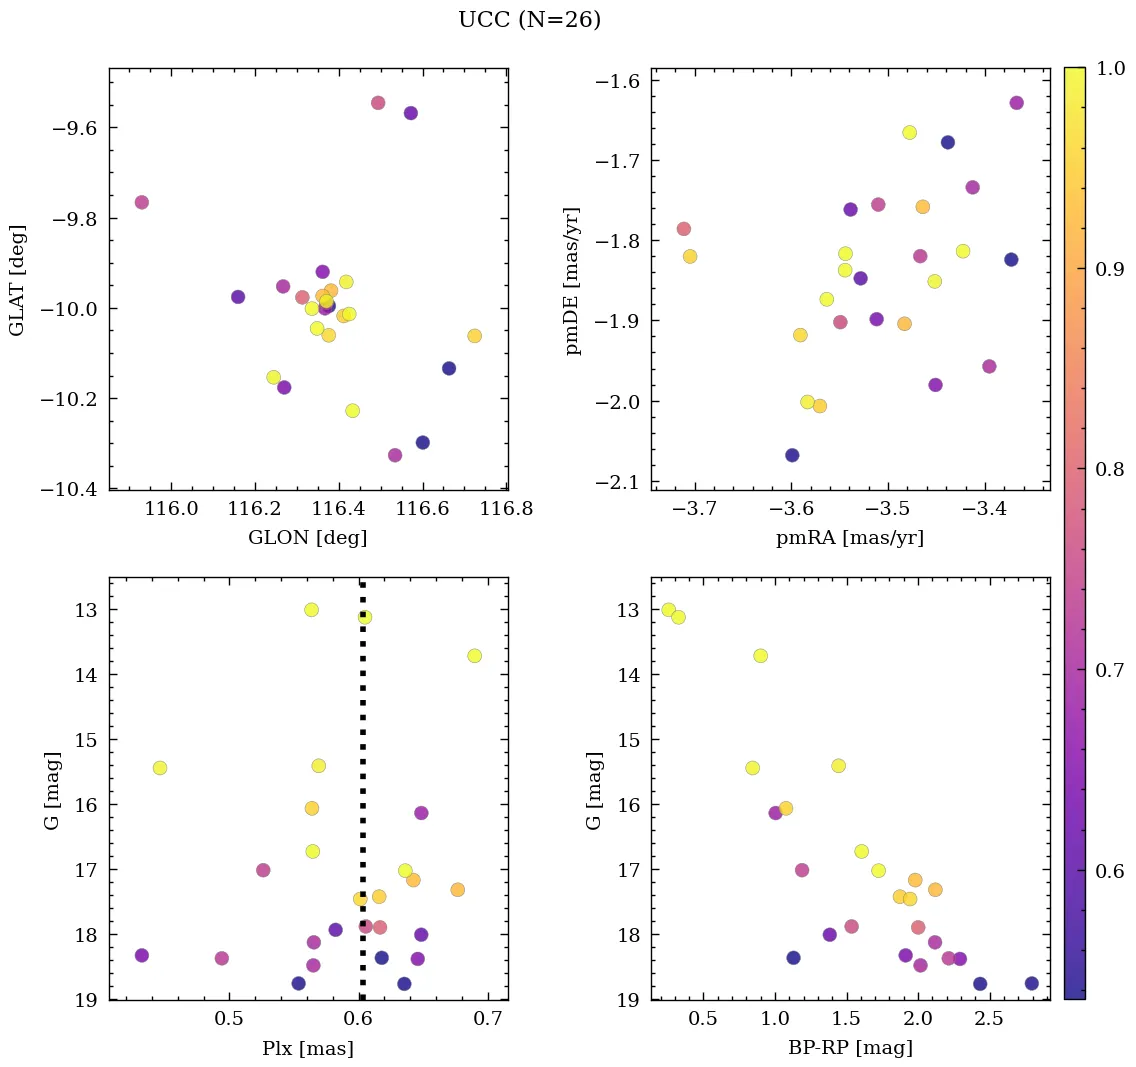 UCC (N=26)
−9.6
−9.8
−10.0
−10.2
−10.4
GLAT [deg]
116.0 116.2 116.4 116.6 116.8
GLON [deg]
−1.6
−1.7
−1.8
−1.9
−2.0
−2.1
pmDE [mas/yr]
−3.7 −3.6 −3.5 −3.4
pmRA [mas/yr]
1.0
0.9
0.8
0.7
0.6
13
14
15
16
17
18
19
G [mag]
0.5 0.6 0.7
Plx [mas]
13
14
15
16
17
18
19
G [mag]
0.5 1.0 1.5 2.0 2.5
BP-RP [mag]